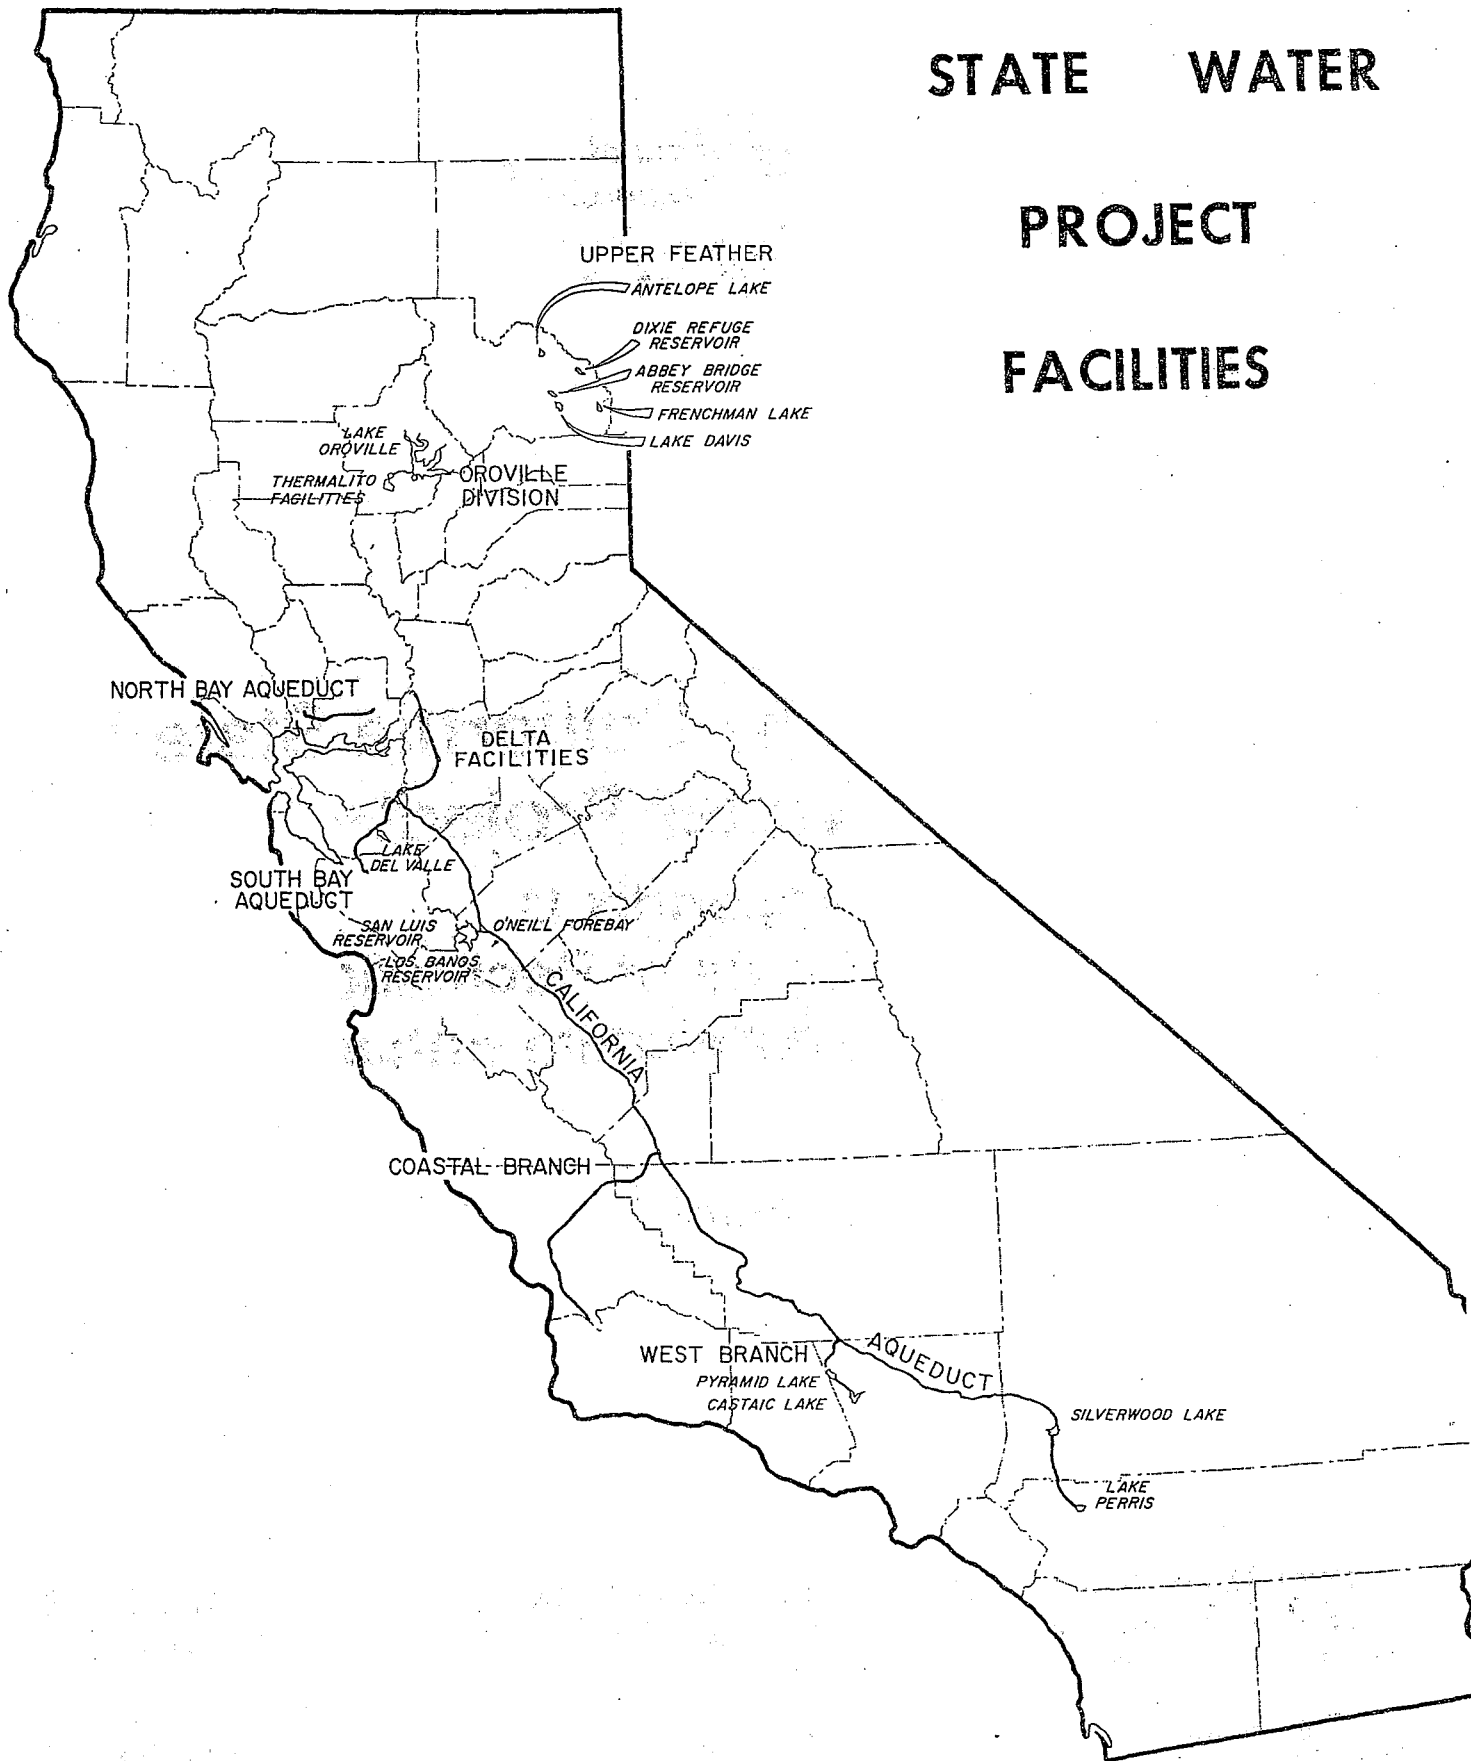 STATE WATER
PROJECT
FACILITIES
UPPER FEATHER
ANTELOPE LAKE
DIXIE REFUGE
RESERVOIR
ABBEY BRIDGE
RESERVOIR
FRENCHMAN LAKE
LAKE DAVIS
LAKE
OROVILLE
THERMALITO
FACILITIES
OROVILLE
DIVISION
NORTH BAY AQUEDUCT
DELTA
FACILITIES
LAKE
DEL VALLE
SOUTH BAY
AQUEDUCT
SAN LUIS
RESERVOIR
O'NEILL FOREBAY
LOS BANOS
RESERVOIR
CALIFORNIA
COASTAL BRANCH
WEST BRANCH
AQUEDUCT
PYRAMID LAKE
CASTAIC LAKE
SILVERWOOD LAKE
LAKE
PERRIS